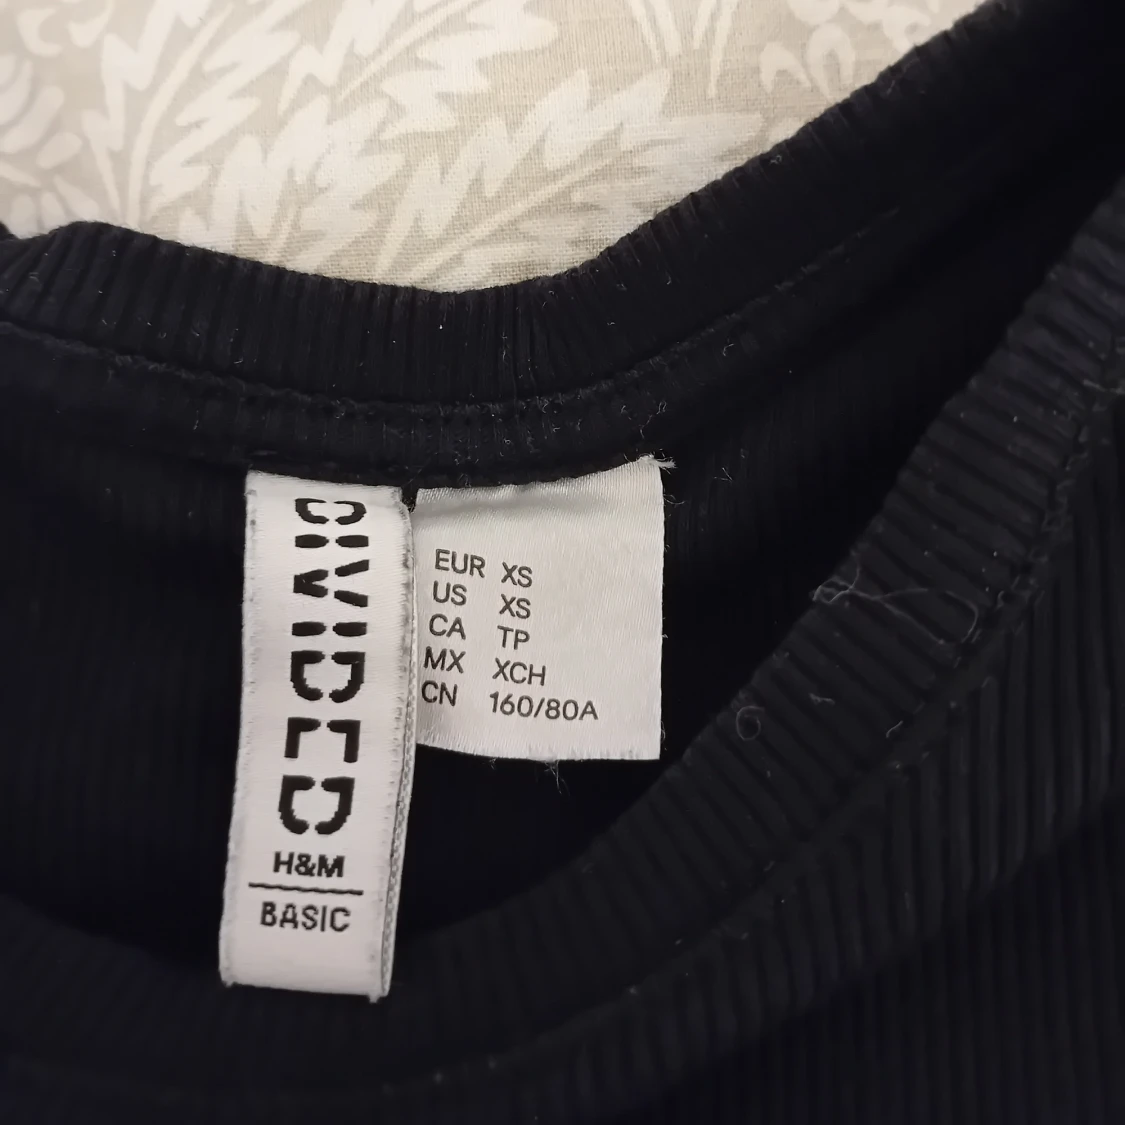 DIVIDED
H&M
BASIC
EUR XS
US XS
CA TP
MX XCH
CN 160/80A